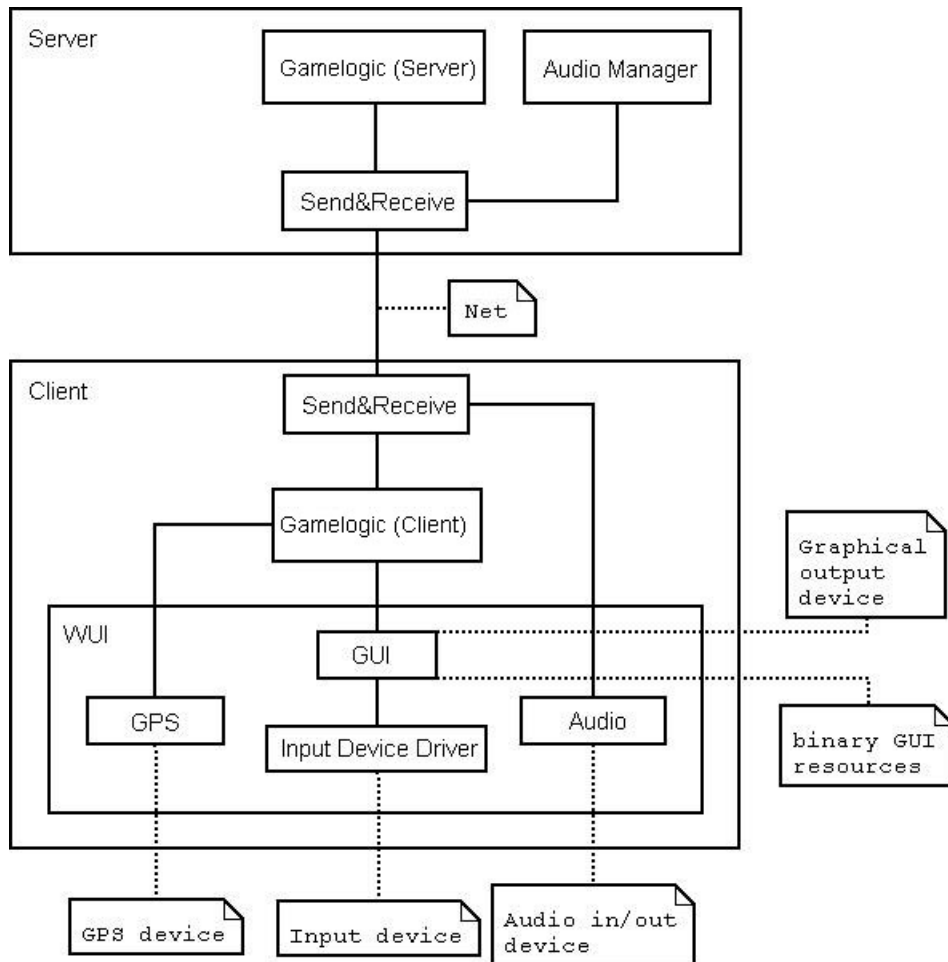 Server
Gamelogic (Server)
Audio Manager
Send&Receive
Net
Client
Send&Receive
Gamelogic (Client)
Graphical
output
device
WUI
GUI
GPS
Input Device Driver
Audio
binary GUI
resources
GPS device
Input device
Audio in/out
device